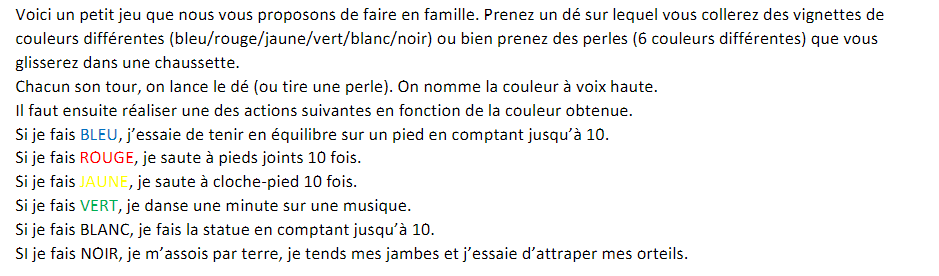 Voici un petit jeu que nous vous proposons de faire en famille. Prenez un dé sur lequel vous collerez des vignettes de
couleurs différentes (bleu/rouge/jaune/vert/blanc/noir) ou bien prenez des perles (6 couleurs différentes) que vous
glisserez dans une chaussette.
Chacun son tour, on lance le dé (ou tire une perle). On nomme la couleur à voix haute.
Il faut ensuite réaliser une des actions suivantes en fonction de la couleur obtenue.
Si je fais BLEU, j’essaie de tenir en équilibre sur un pied en comptant jusqu’à 10.
Si je fais ROUGE, je saute à pieds joints 10 fois.
Si je fais JAUNE, je saute à cloche-pied 10 fois.
Si je fais VERT, je danse une minute sur une musique.
Si je fais BLANC, je fais la statue en comptant jusqu’à 10.
SI je fais NOIR, je m’assois par terre, je tends mes jambes et j’essaie d’attraper mes orteils.